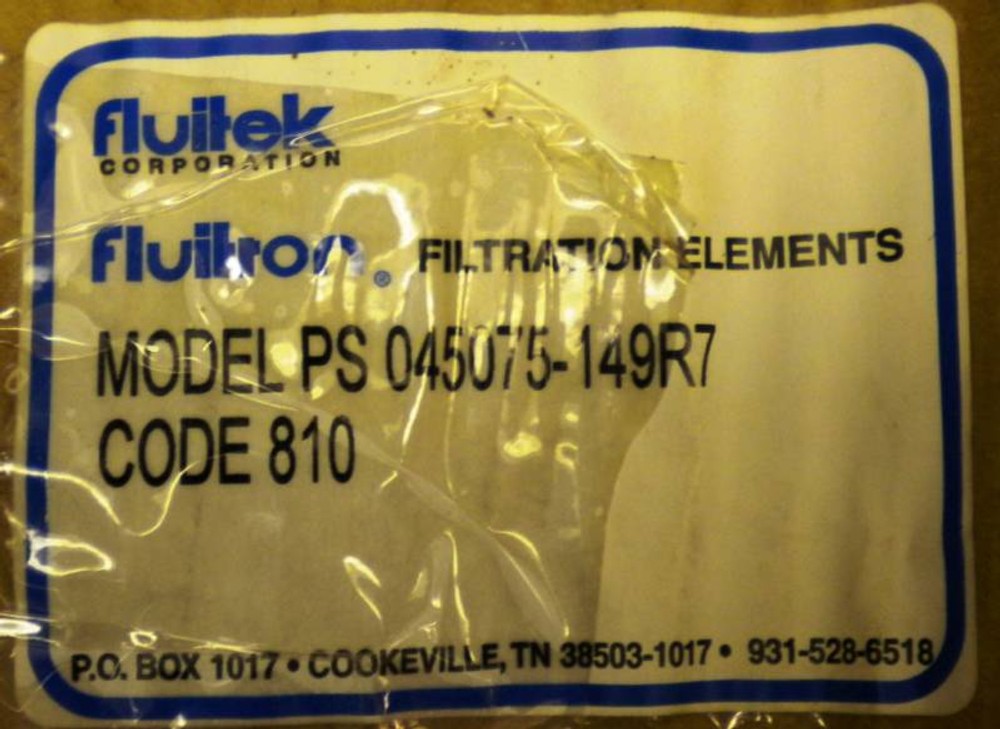 fluitek
CORPORATION
fluitron® FILTRATION ELEMENTS
MODEL PS 045075-149R7
CODE 810
P.O. BOX 1017 • COOKEVILLE, TN 38503-1017 • 931-528-6518